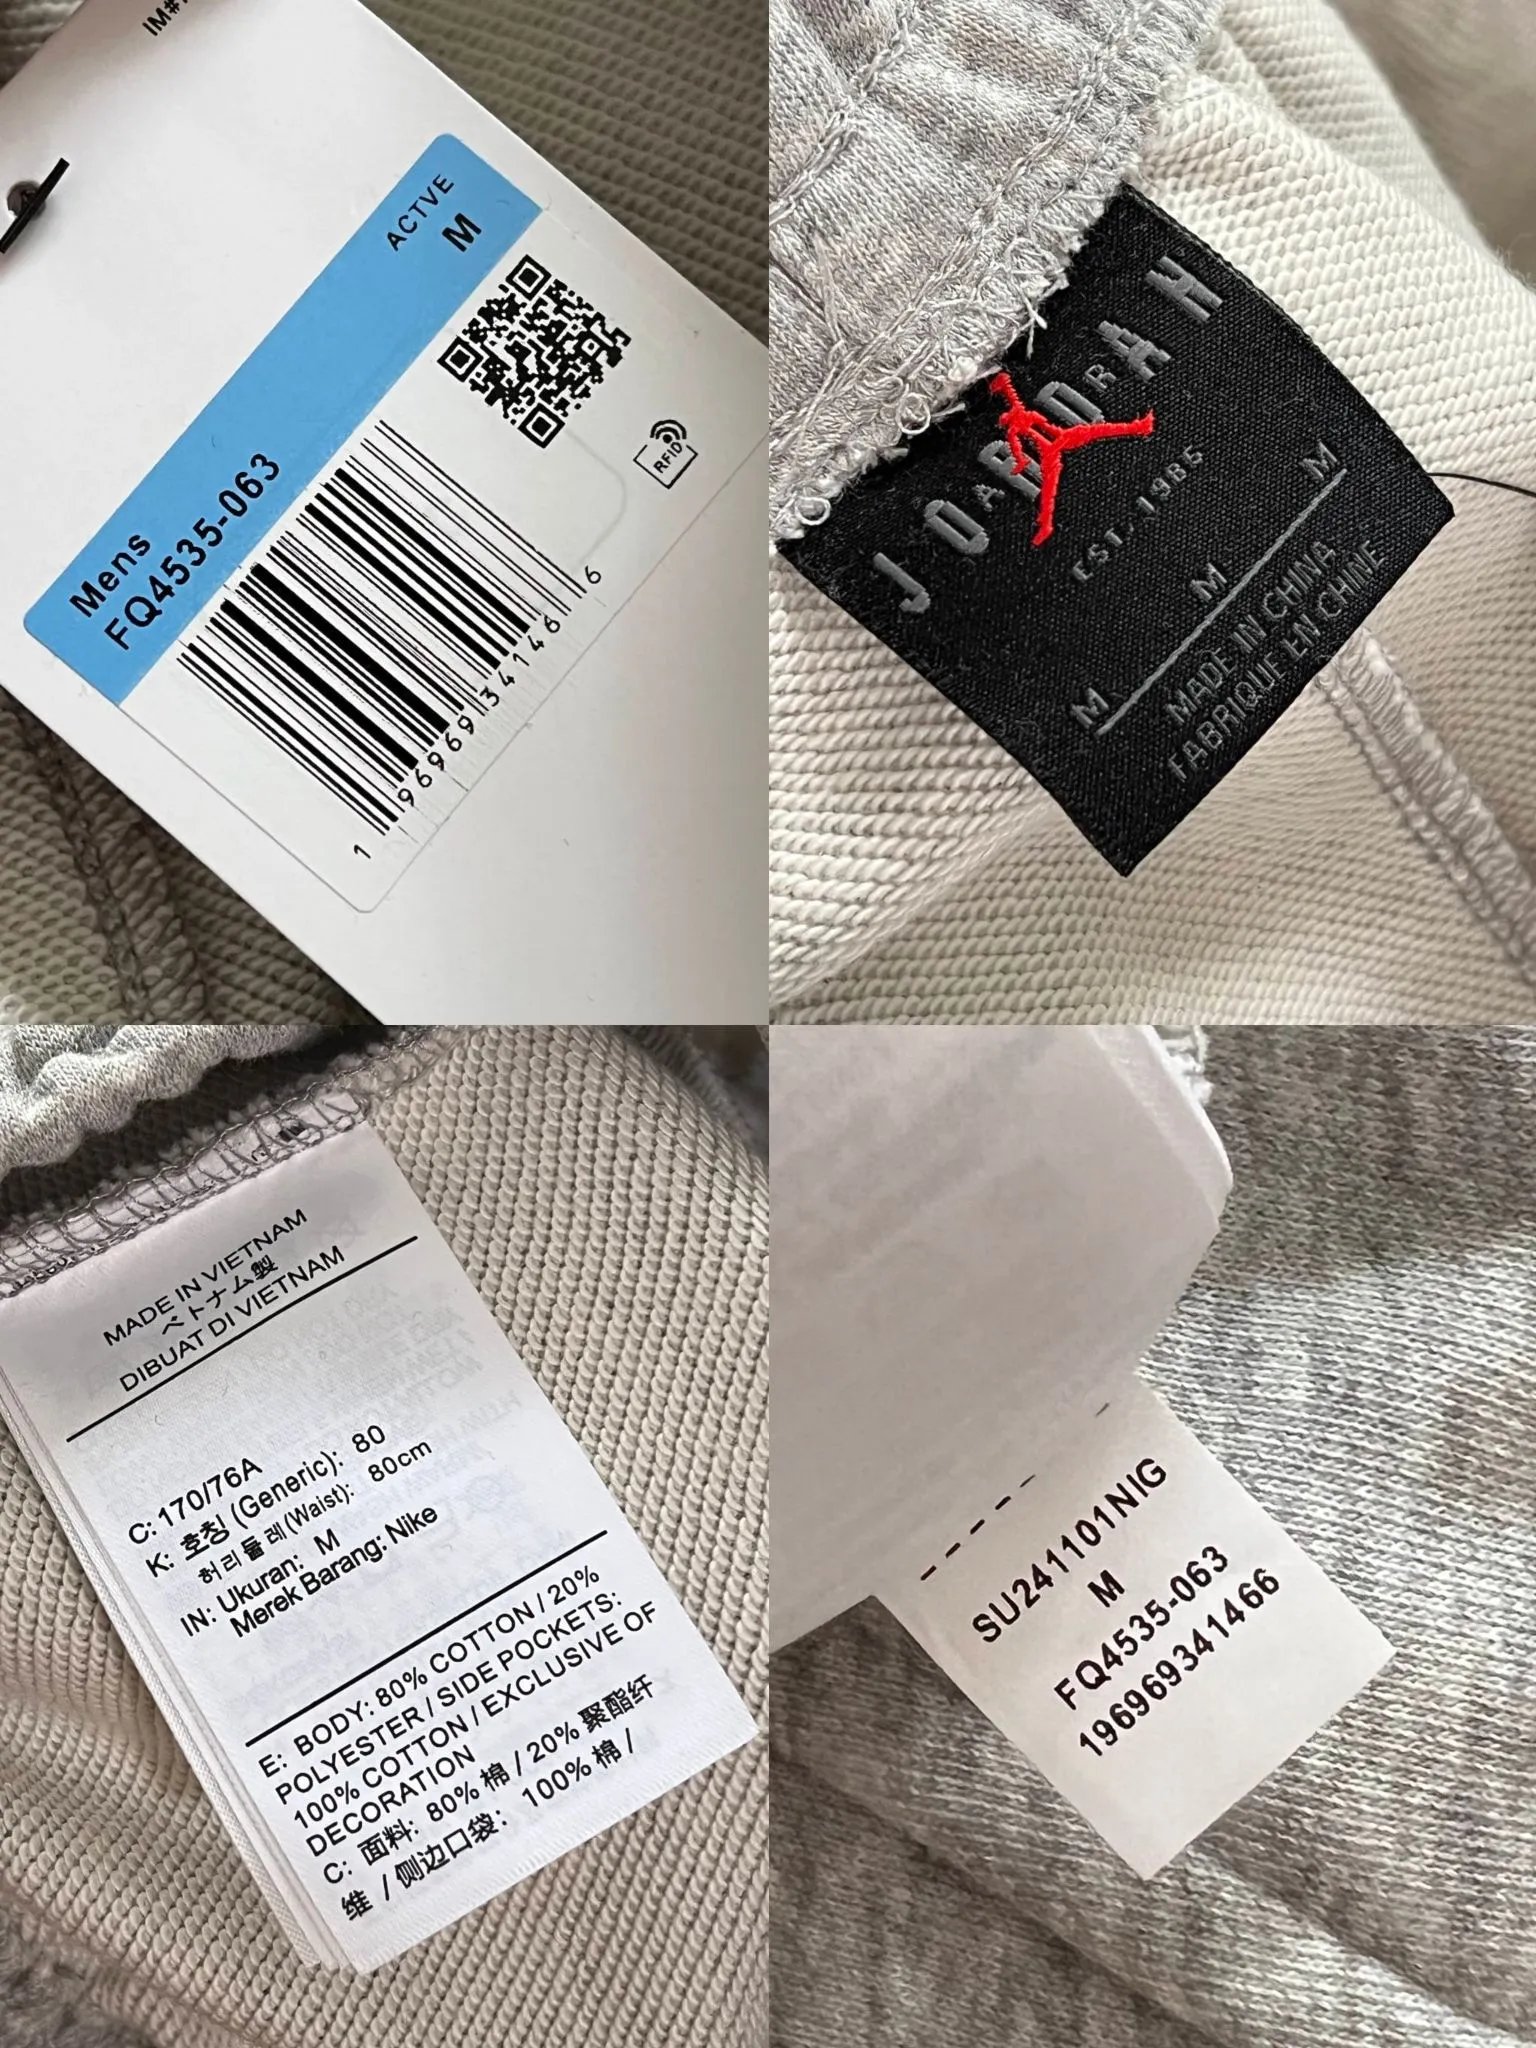 ACTVE
M
Mens
FQ4535-063
RFID
1 96969 34146 6
JORDAH
EST. 1986
M M M
MADE IN CHINA
FABRIQUE EN CHINE
MADE IN VIETNAM
ベトナム製
DIBUAT DI VIETNAM
C: 170/76A
K: 호칭 (Generic): 80
허리둘레(Waist): 80cm
IN: Ukuran: M
Merek Barang: Nike
E: BODY: 80% COTTON / 20%
POLYESTER / SIDE POCKETS:
100% COTTON / EXCLUSIVE OF
DECORATION
C: 面料: 80% 棉 / 20% 聚酯纤
维 / 侧边口袋: 100% 棉 /
SU241101NIG
M
FQ4535-063
196969341466